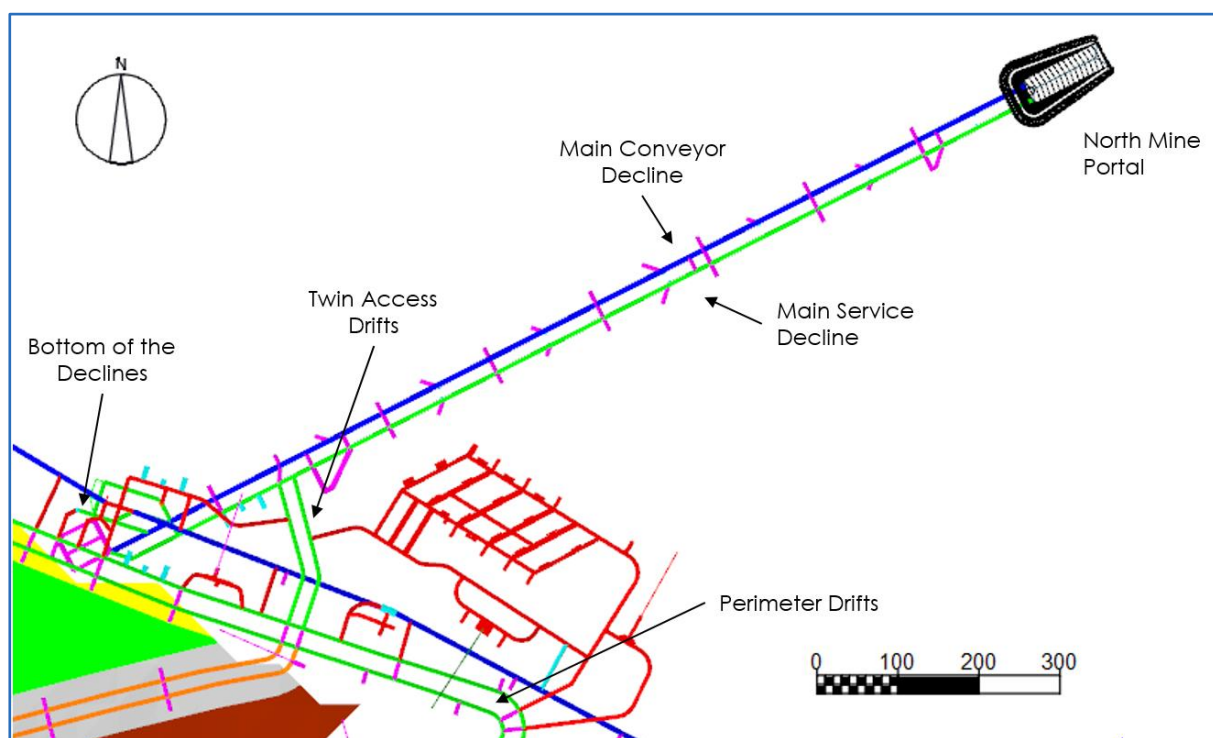 N
North Mine
Portal
Main Conveyor
Decline
Twin Access
Drifts
Main Service
Decline
Bottom of the
Declines
Perimeter Drifts
0 100 200 300